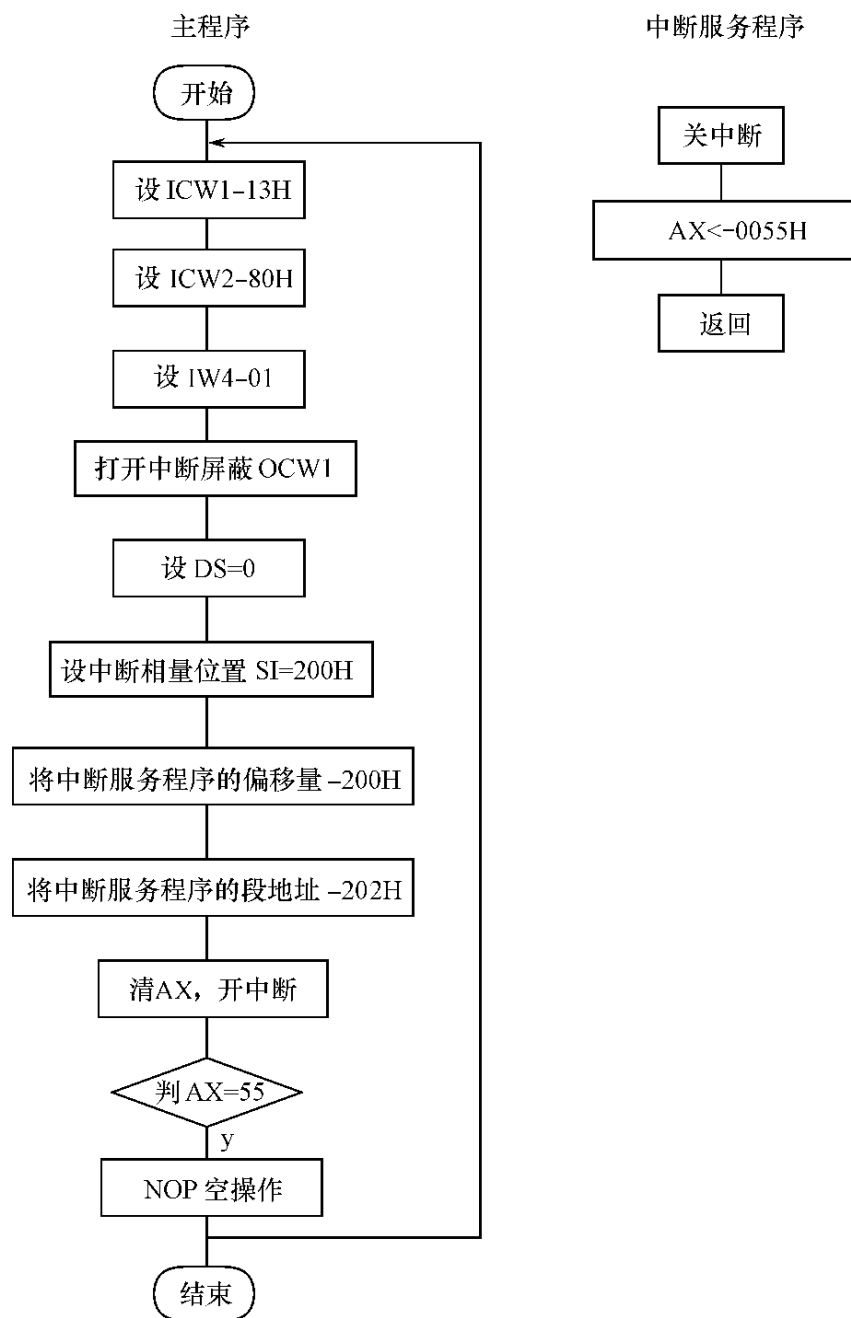 主程序
开始
设 ICW1-13H
设 ICW2-80H
设 IW4-01
打开中断屏蔽 OCW1
设 DS=0
设中断相量位置 SI=200H
将中断服务程序的偏移量 -200H
将中断服务程序的段地址 -202H
清AX，开中断
判 AX=55
y
NOP 空操作
结束
中断服务程序
关中断
AX<-0055H
返回